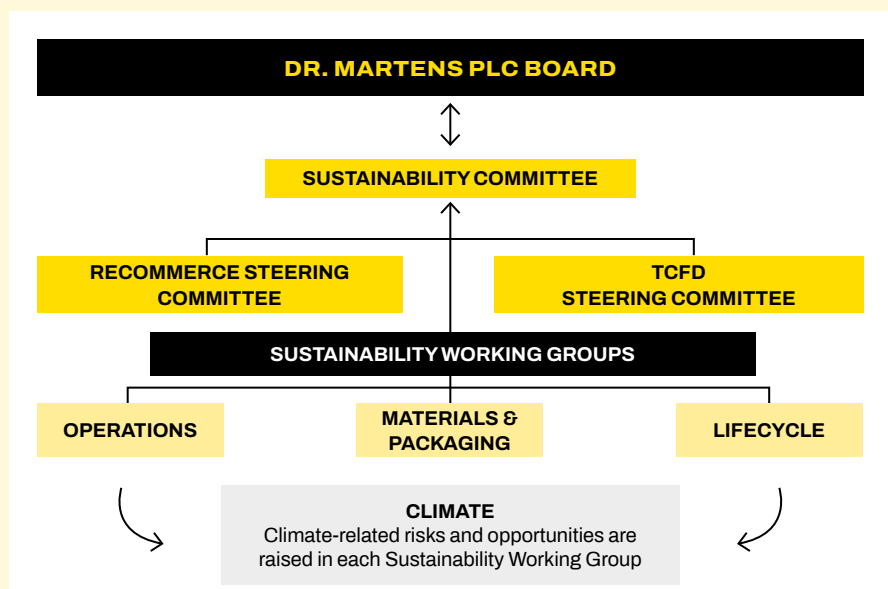 DR. MARTENS PLC BOARD
SUSTAINABILITY COMMITTEE
RECOMMERCE STEERING
COMMITTEE
TCFD
STEERING COMMITTEE
SUSTAINABILITY WORKING GROUPS
OPERATIONS
MATERIALS &
PACKAGING
LIFECYCLE
CLIMATE
Climate-related risks and opportunities are
raised in each Sustainability Working Group